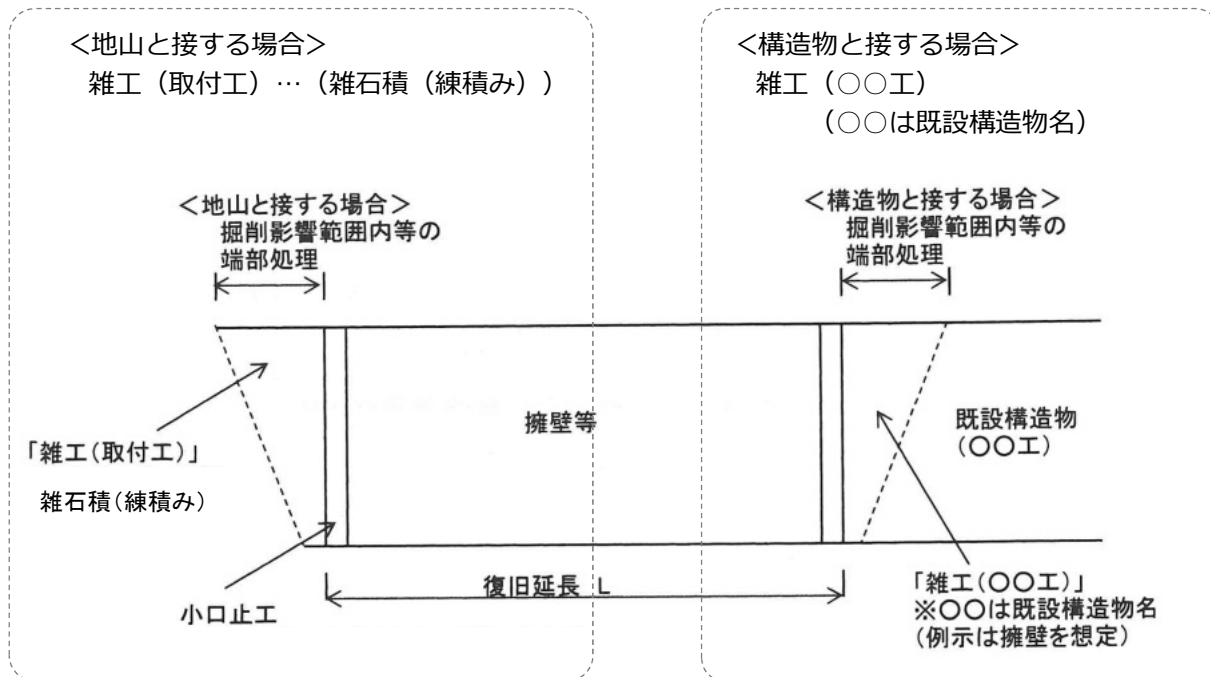 <地山と接する場合>
雑工（取付工）…（雑石積（練積み））
<構造物と接する場合>
雑工（○○工）
（○○は既設構造物名）
<地山と接する場合>
掘削影響範囲内等の
端部処理
<構造物と接する場合>
掘削影響範囲内等の
端部処理
擁壁等
既設構造物
(○○工)
「雑工(取付工)」
雑石積(練積み)
小口止工
復旧延長 L
「雑工(○○工)」
※○○は既設構造物名
(例示は擁壁を想定)